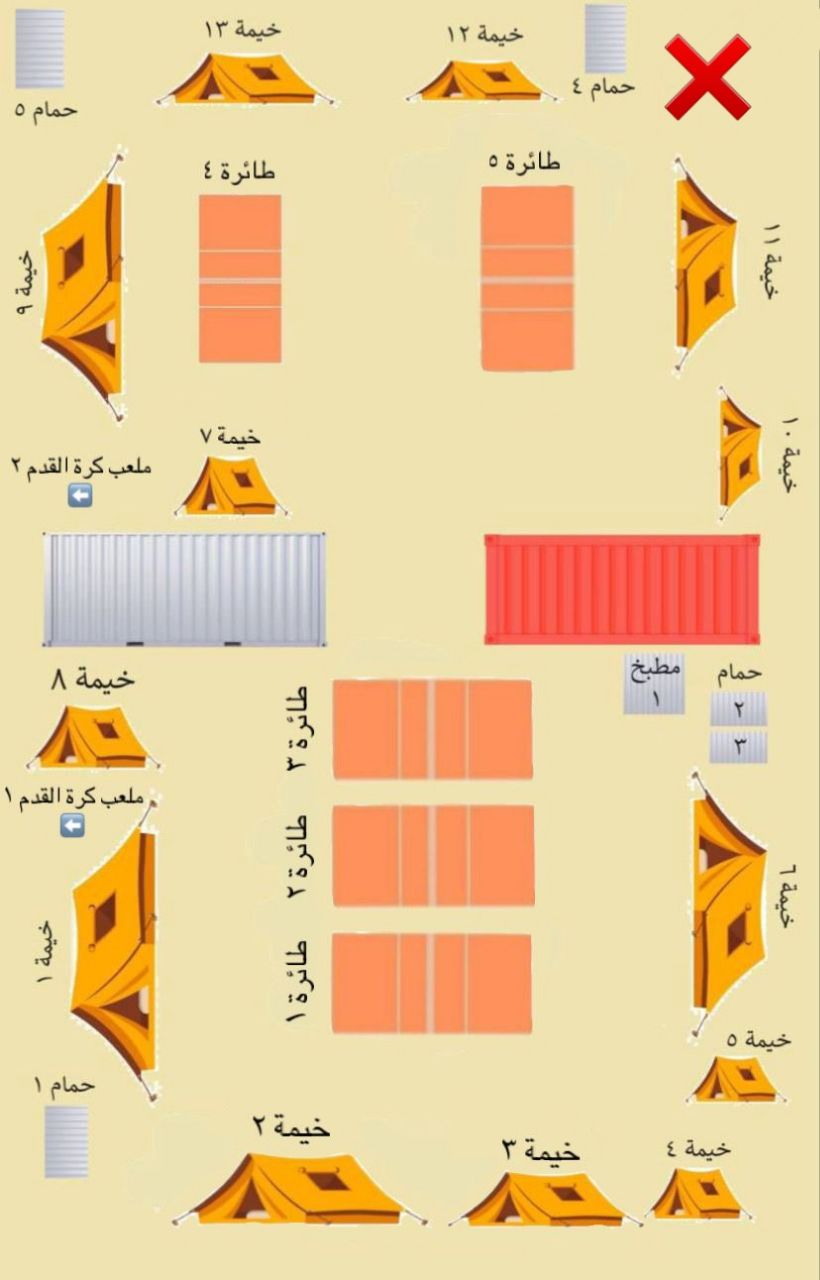 خيمة ١٣
خيمة ١٢
حمام ٤
حمام ٥
طائرة ٥
طائرة ٤
خيمة ١١
خيمة ٩
خيمة ١٠
خيمة ٧
ملعب كرة القدم ٢
مطبخ
١
حمام
٢
٣
خيمة ٨
طائرة ٣
ملعب كرة القدم ١
طائرة ٢
خيمة ٦
خيمة ١
طائرة ١
خيمة ٥
حمام ١
خيمة ٢
خيمة ٣
خيمة ٤